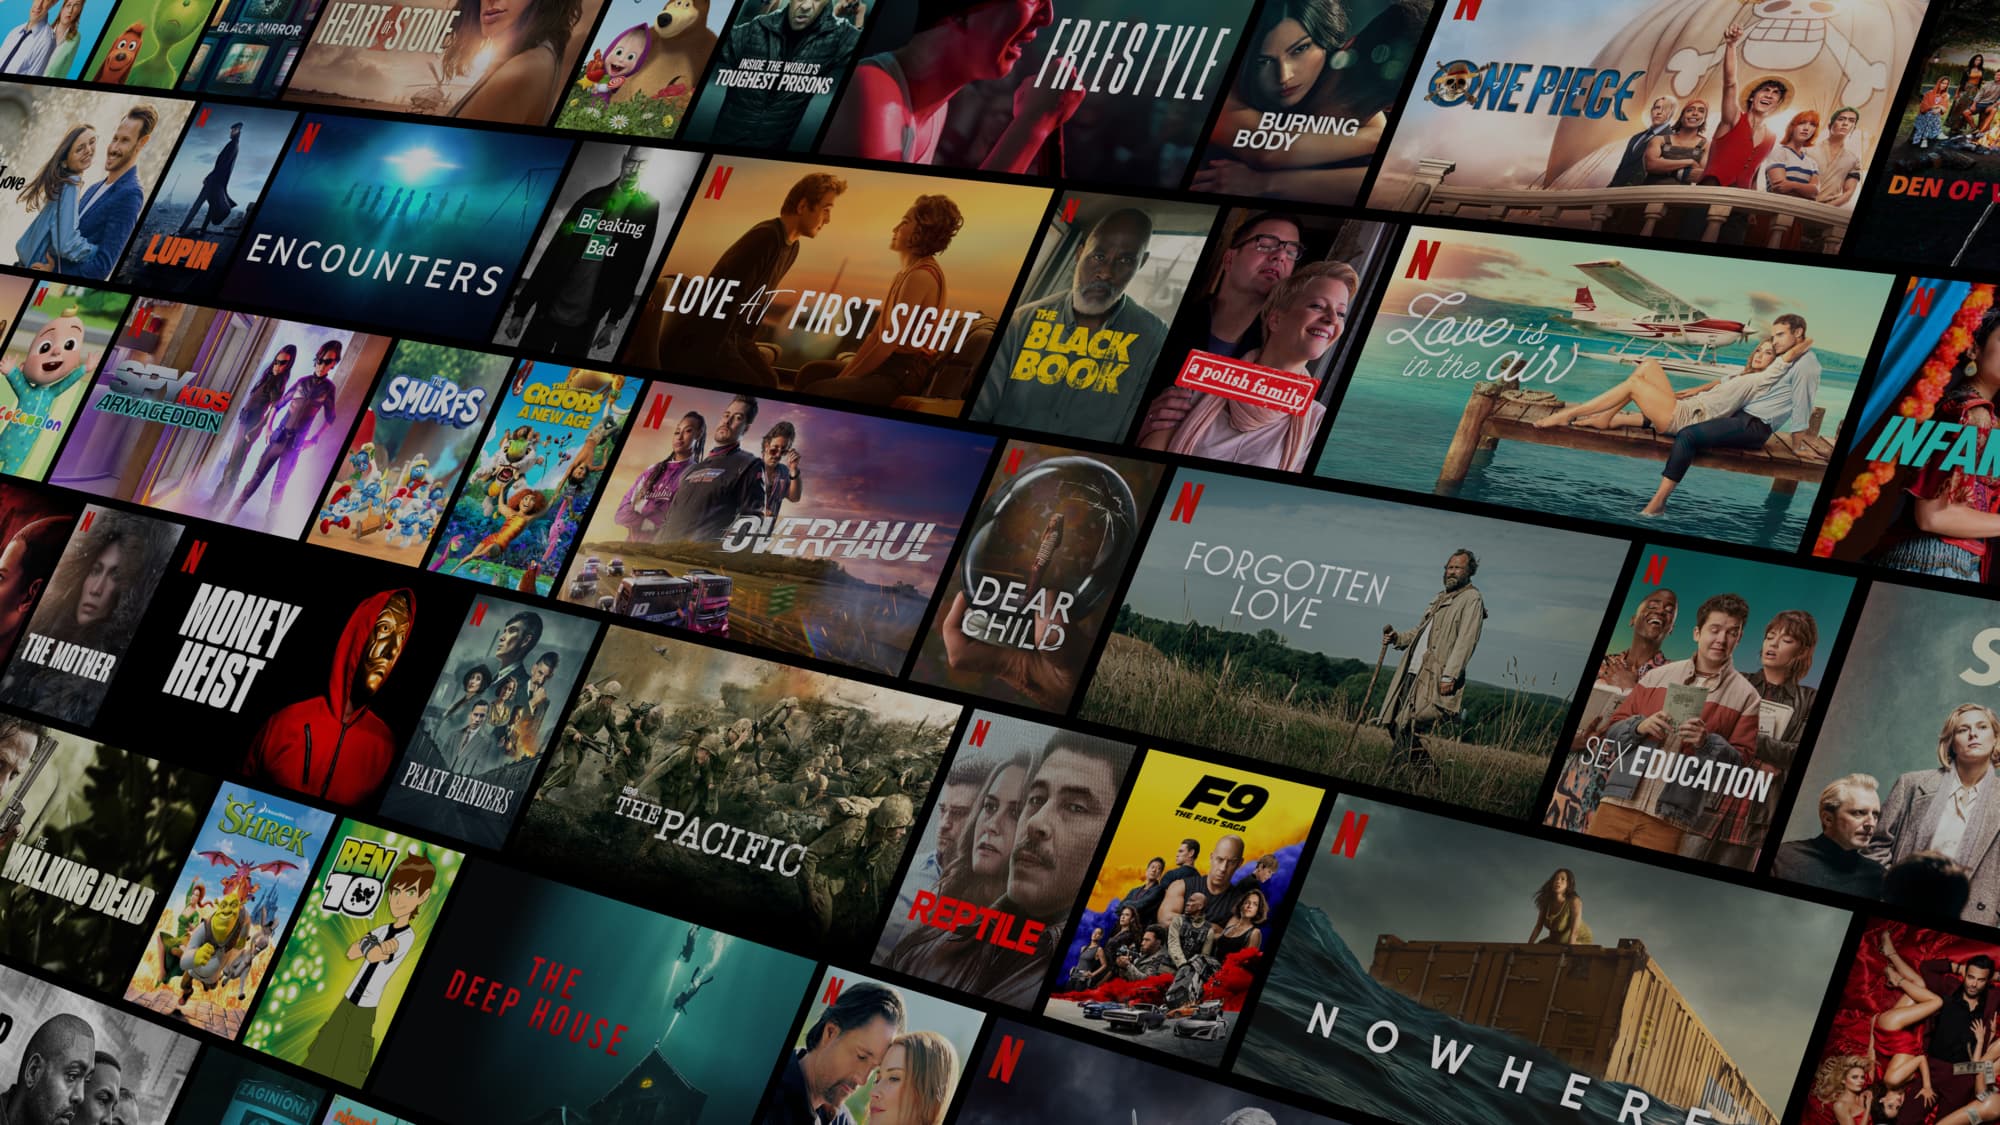 BLACK MIRROR
HEART OF STONE
INSIDE THE WORLD'S
TOUGHEST PRISONS
FREESTYLE
BURNING
BODY
N
ONE PIECE
DEN OF
Love
N
LUPIN
N
ENCOUNTERS
Breaking
Bad
N
LOVE AT FIRST SIGHT
N
THE
BLACK
BOOK
a polish family
N
Love is
in the air
N
INFA
N
CoComelon
N
SPY KIDS
ARMAGEDDON
THE
SMURFS
THE
CROODS
A NEW AGE
N
OVERHAUL
N
DEAR
CHILD
N
FORGOTTEN
LOVE
N
SEX EDUCATION
S
N
THE MOTHER
N
MONEY
HEIST
N
PEAKY BLINDERS
HBO
THE PACIFIC
N
REPTILE
F9
THE FAST SAGA
N
NOWHERE
THE
WALKING DEAD
DREAMWORKS
SHREK
BEN
10
THE
DEEP HOUSE
N
N
ZAGINIONA